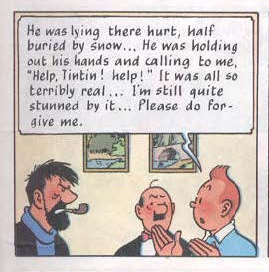 He was lying there hurt, half
buried by snow... He was holding
out his hands and calling to me,
"Help, Tintin! help!" It was all so
terribly real... I'm still quite
stunned by it... Please do for-
give me.